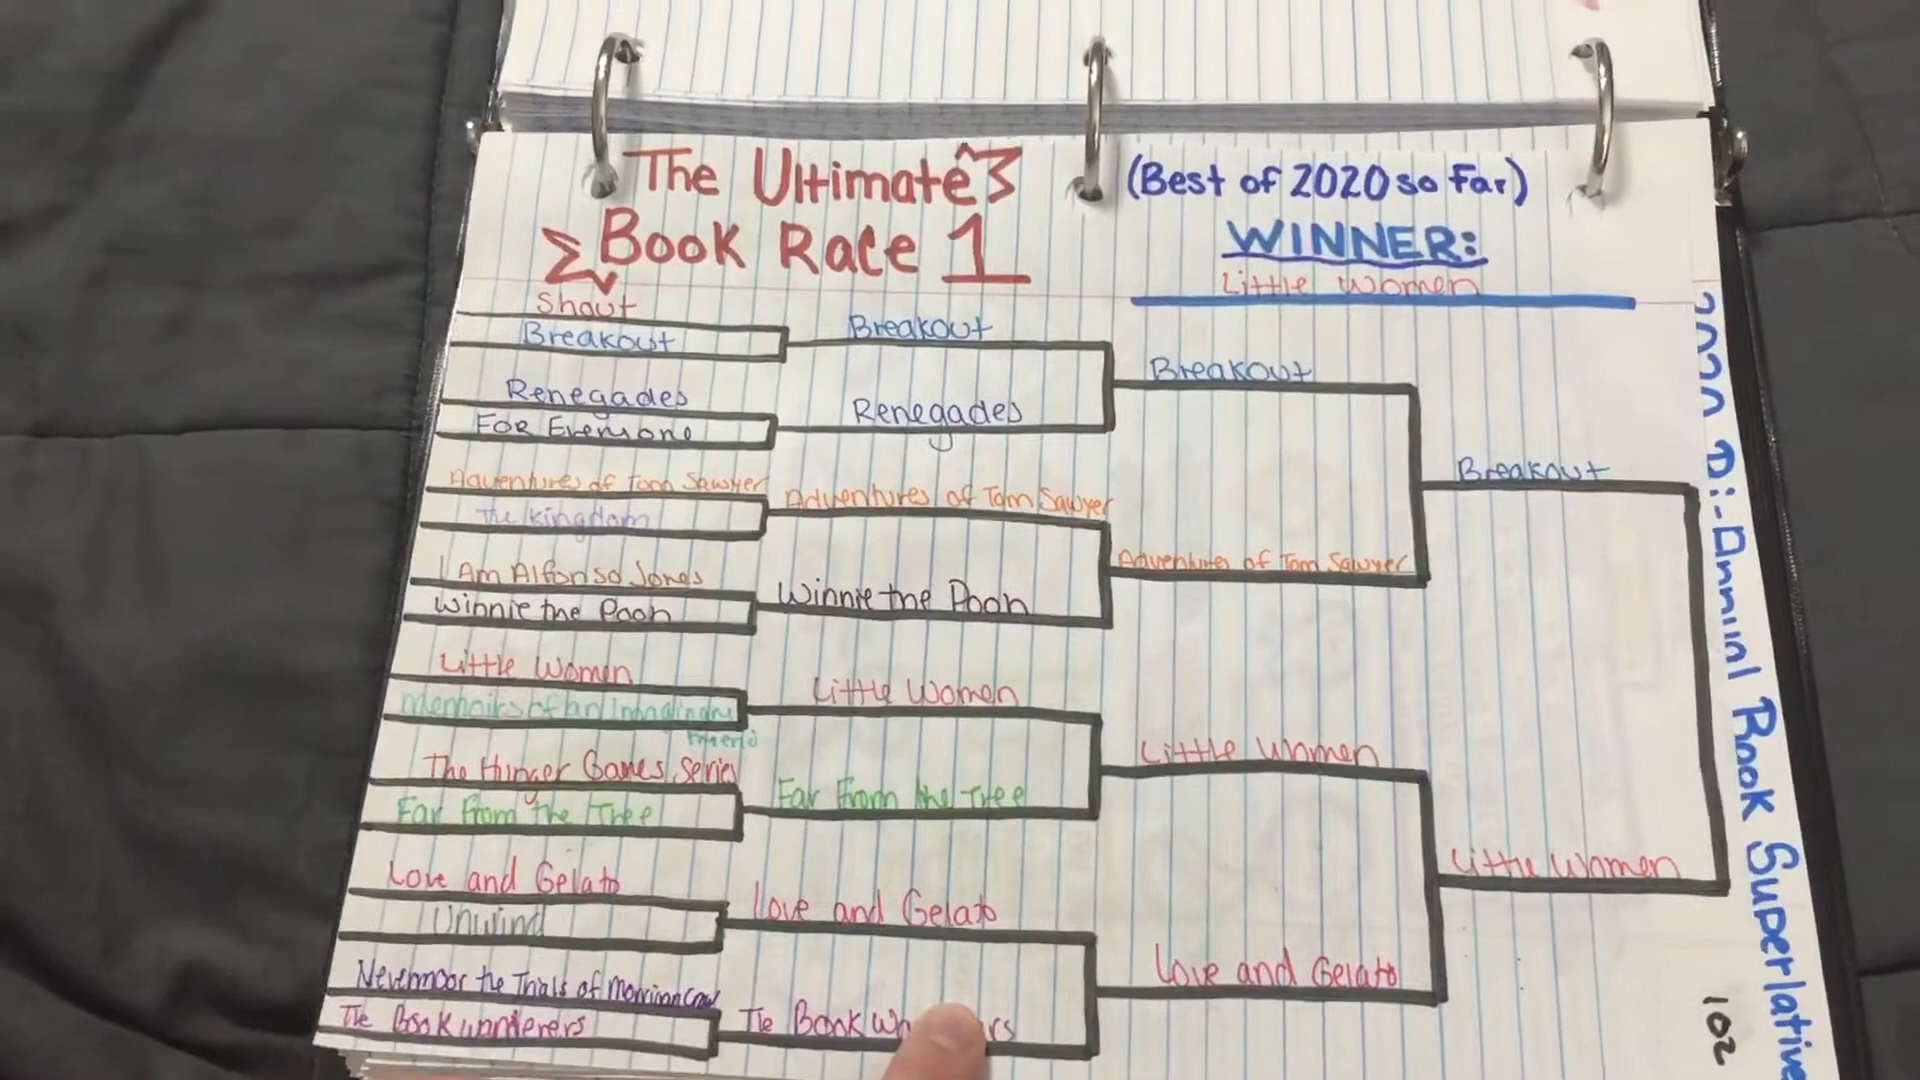 The Ultimate
Book Race 1
(Best of 2020 so far)
WINNER:
Little Women
Shout
Breakout
Renegades
For Everyone
Adventures of Tom Sawyer
The Kingdom
I Am Alfonso Jones
Winnie the Pooh
Little Women
Memoirs of an Imaginary
Friend
The Hunger Games Series
Far From the Tree
Love and Gelato
Unwind
Nevermoor the Trials of Morrigan Crow
The Bookwanderers
Breakout
Renegades
Adventures of Tom Sawyer
Winnie the Pooh
Little Women
Far From the Tree
Love and Gelato
The Book
Breakout
Adventures of Tom Sawyer
Little Women
Love and Gelato
Breakout
Little Women
2020 Bi-Annual Book Superlative
102